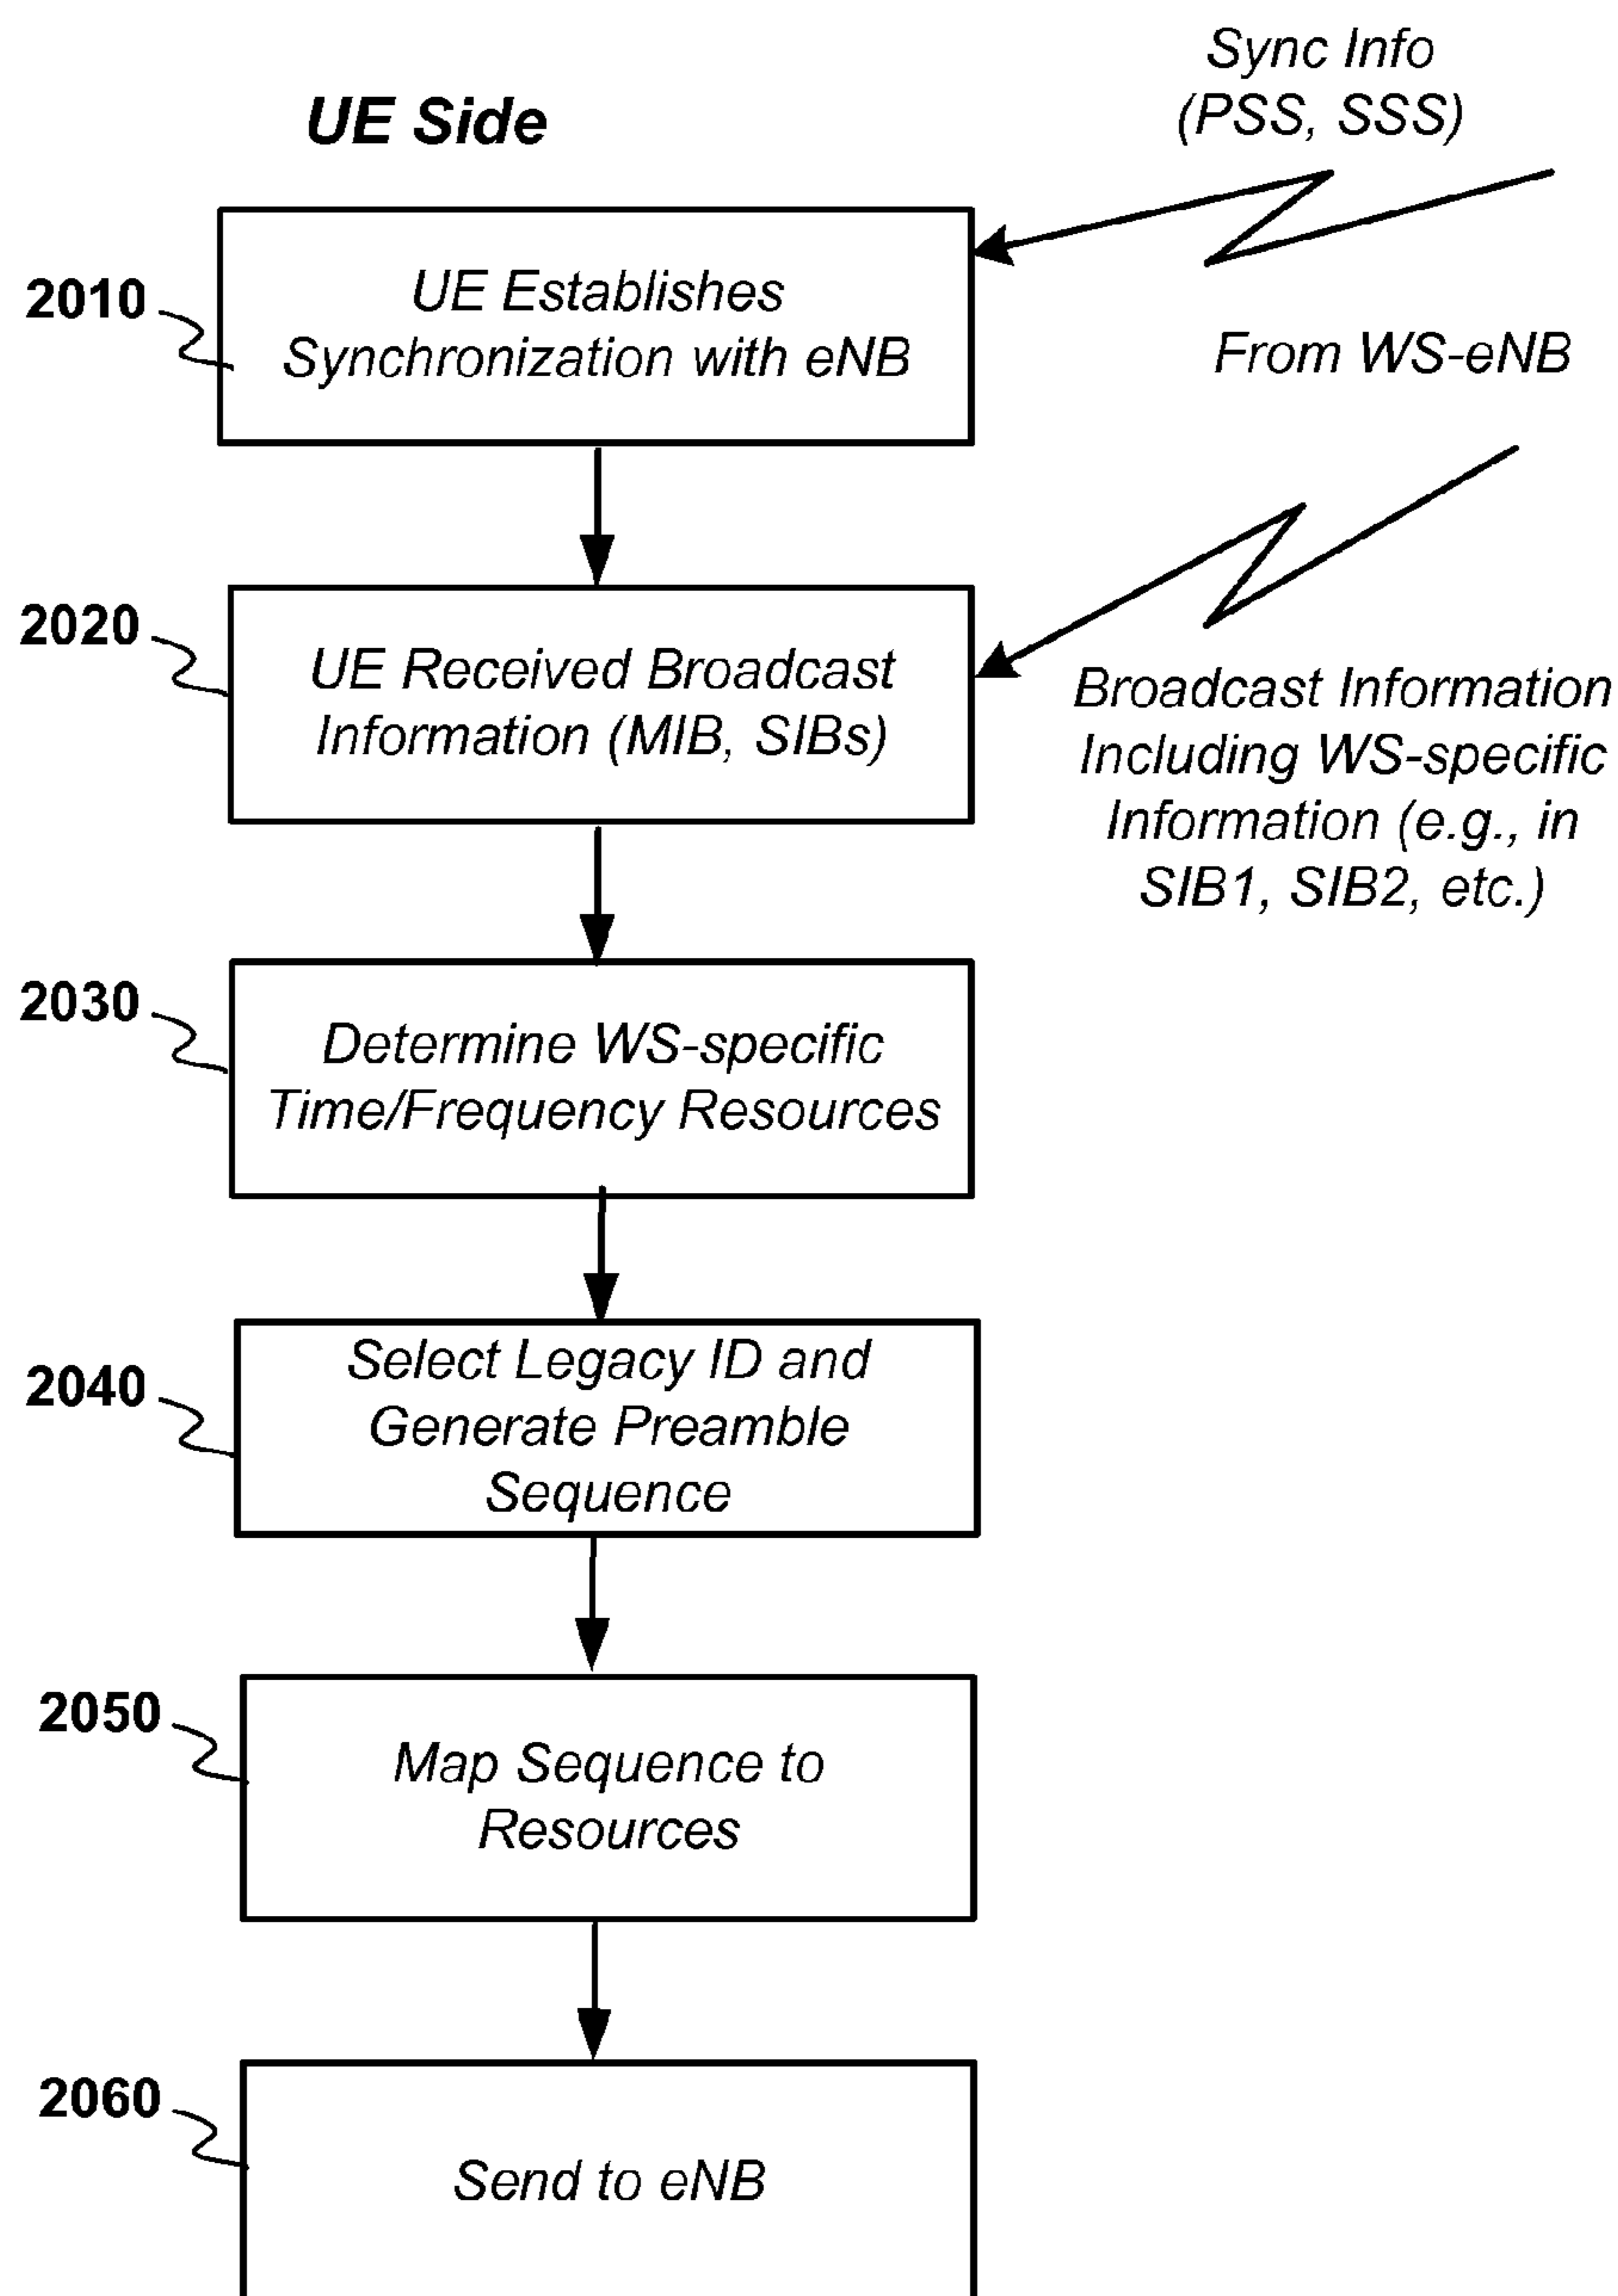 Sync Info
(PSS, SSS)
UE Side
2010
UE Establishes
Synchronization with eNB
From WS-eNB
2020
UE Received Broadcast
Information (MIB, SIBs)
Broadcast Information
Including WS-specific
Information (e.g., in
SIB1, SIB2, etc.)
2030
Determine WS-specific
Time/Frequency Resources
2040
Select Legacy ID and
Generate Preamble
Sequence
2050
Map Sequence to
Resources
2060
Send to eNB